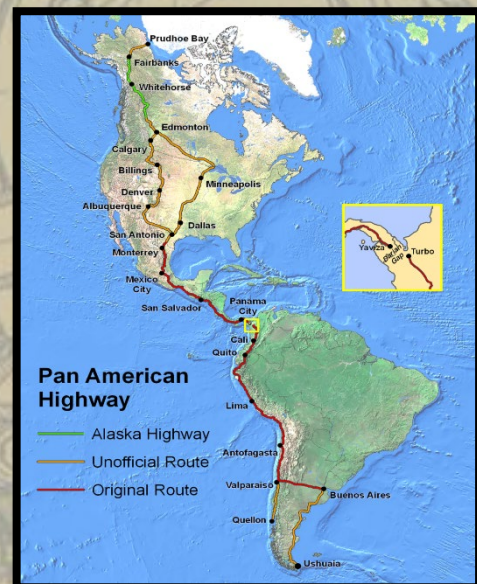 Prudhoe Bay
Fairbanks
Whitehorse
Edmonton
Calgary
Billings
Minneapolis
Denver
Albuquerque
Dallas
San Antonio
Monterrey
Mexico
City
San Salvador
Panama
City
Yaviza
Darian
Gap
Turbo
Cali
Quito
Pan American
Highway
Lima
Alaska Highway
Antofagasta
Unofficial Route
Valparaiso
Original Route
Buenos Aires
Quellon
Ushuaia